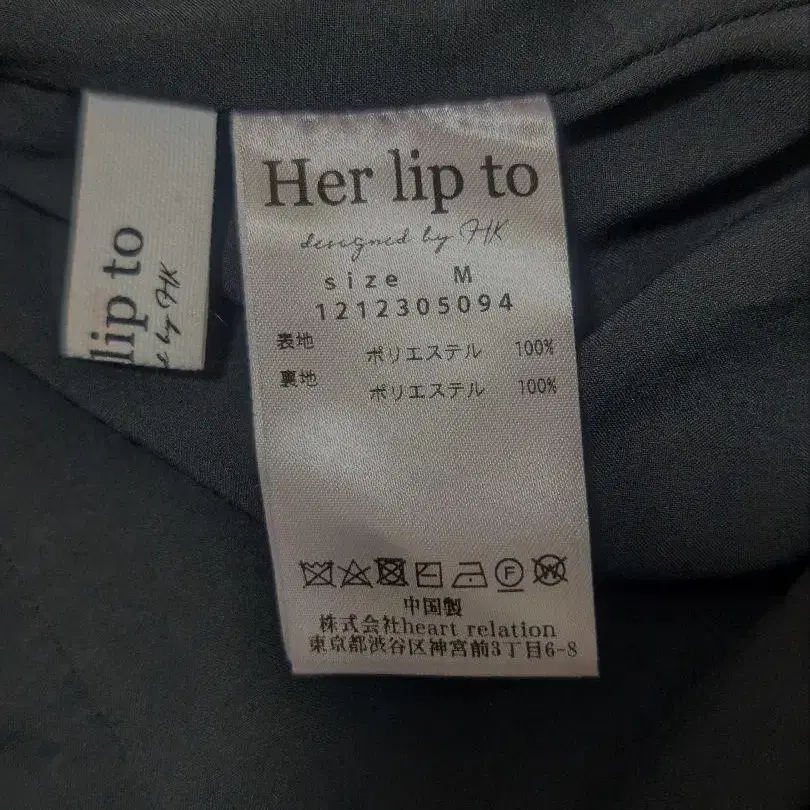 lip to
d by HK
Her lip to
designed by HK
size M
1212305094
表地 ポリエステル 100%
裏地 ポリエステル 100%
F W
中国製
株式会社heart relation
東京都渋谷区神宮前3丁目6-8